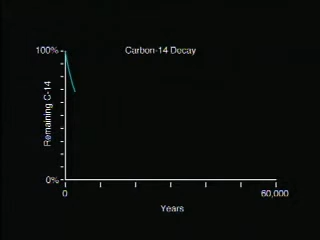 Carbon-14 Decay
100%
Remaining C-14
0%
0
60,000
Years